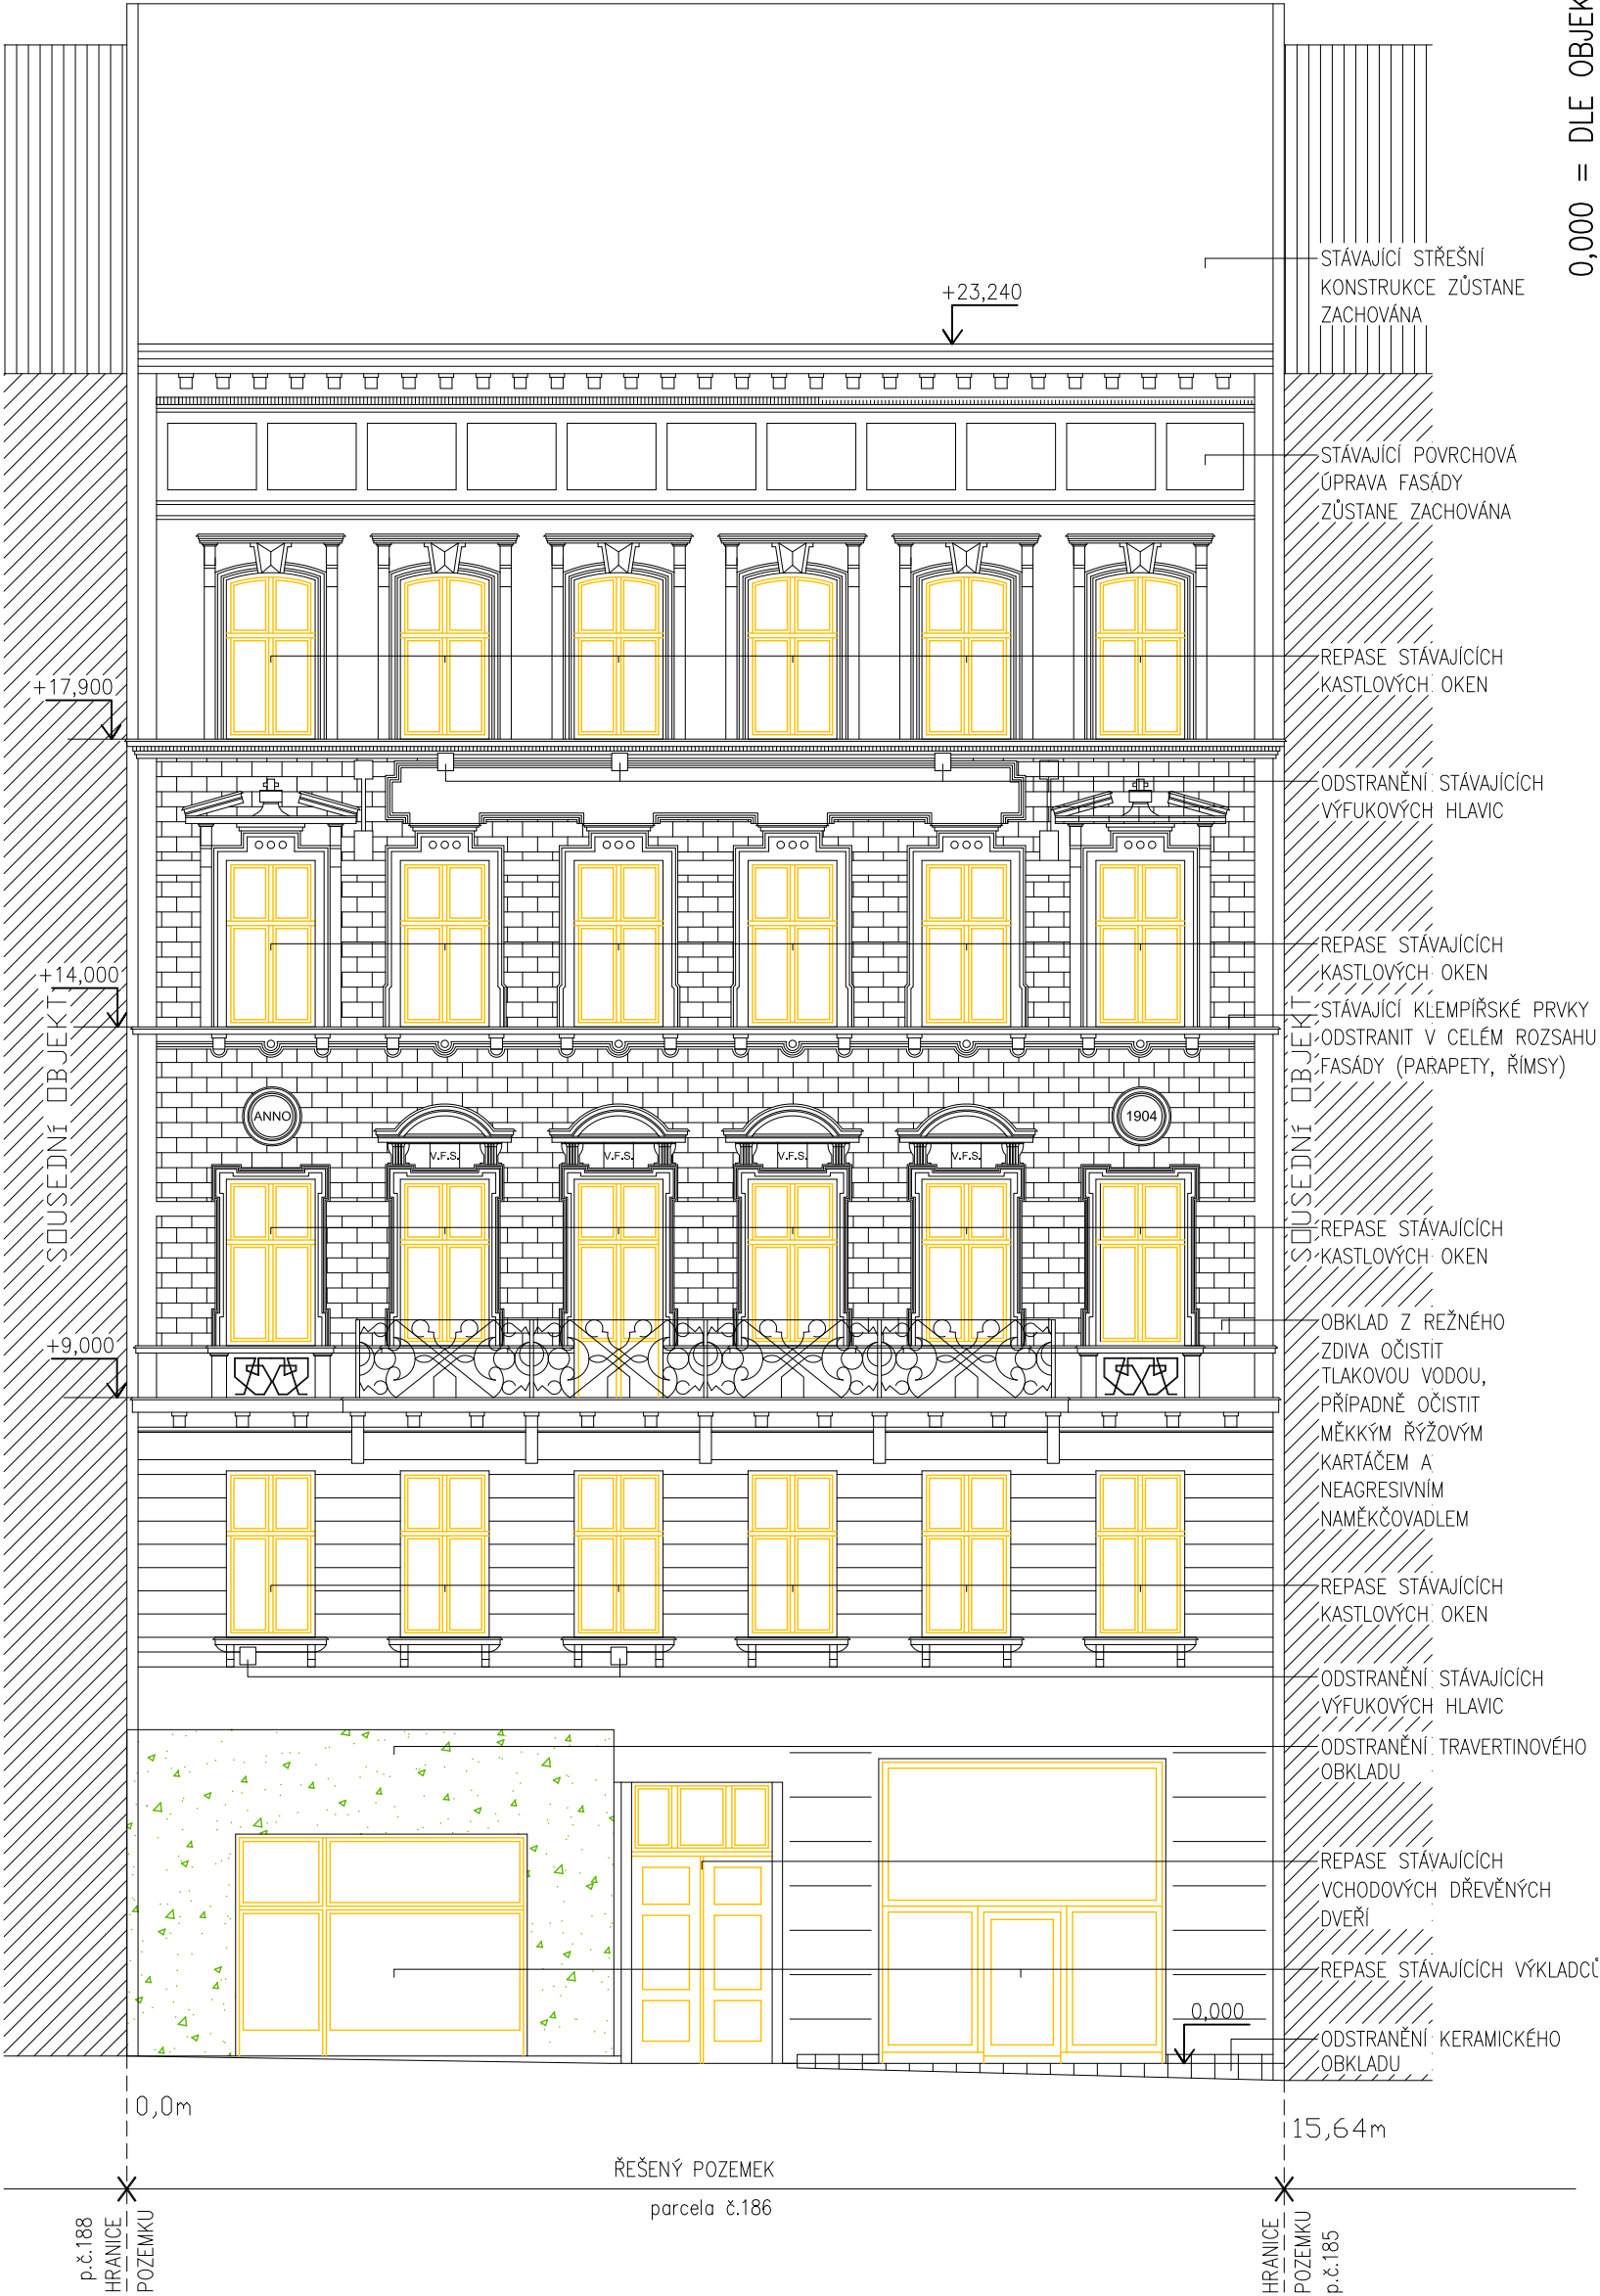 0,000 = DLE OBJEK
STÁVAJÍCÍ STŘEŠNÍ
KONSTRUKCE ZŮSTANE
ZACHOVÁNA
+23,240
STÁVAJÍCÍ POVRCHOVÁ
ÚPRAVA FASÁDY
ZŮSTANE ZACHOVÁNA
REPASE STÁVAJÍCÍCH
KASTLOVÝCH OKEN
+17,900
ODSTRANĚNÍ STÁVAJÍCÍCH
VÝFUKOVÝCH HLAVIC
REPASE STÁVAJÍCÍCH
KASTLOVÝCH OKEN
+14,000
STÁVAJÍCÍ KLEMPÍŘSKÉ PRVKY
ODSTRANIT V CELÉM ROZSAHU
FASÁDY (PARAPETY, ŘÍMSY)
SOUSEDNÍ OBJEKT
SOUSEDNÍ OBJEKT
ANNO
1904
V.F.S.
V.F.S.
V.F.S.
V.F.S.
REPASE STÁVAJÍCÍCH
KASTLOVÝCH OKEN
+9,000
OBKLAD Z REŽNÉHO
ZDIVA OČISTIT
TLAKOVOU VODOU,
PŘÍPADNĚ OČISTIT
MĚKKÝM RÝŽOVÝM
KARTÁČEM A
NEAGRESIVNÍM
NAMĚKČOVADLEM
REPASE STÁVAJÍCÍCH
KASTLOVÝCH OKEN
ODSTRANĚNÍ STÁVAJÍCÍCH
VÝFUKOVÝCH HLAVIC
ODSTRANĚNÍ TRAVERTINOVÉHO
OBKLADU
REPASE STÁVAJÍCÍCH
VCHODOVÝCH DŘEVĚNÝCH
DVEŘÍ
REPASE STÁVAJÍCÍCH VÝKLADCŮ
0,000
ODSTRANĚNÍ KERAMICKÉHO
OBKLADU
0,0m
15,64m
ŘEŠENÝ POZEMEK
parcela č.186
p.č.188
HRANICE
POZEMKU
HRANICE
POZEMKU
p.č.185